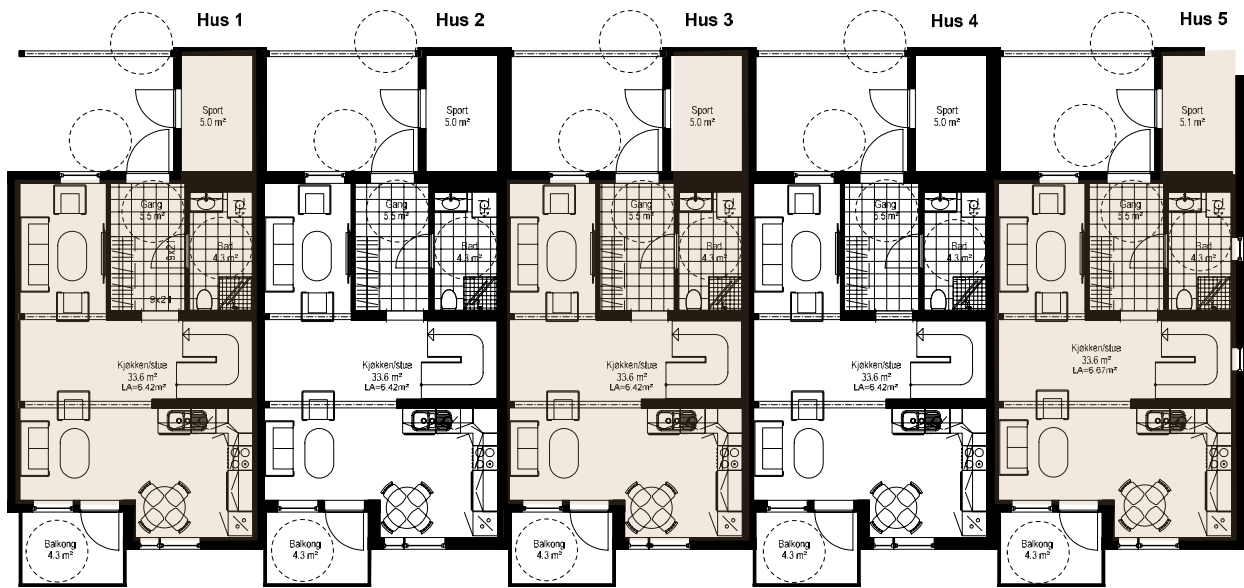 Hus 1
Hus 2
Hus 3
Hus 4
Hus 5
Sport
5.0 m²
Sport
5.0 m²
Sport
5.0 m²
Sport
5.0 m²
Sport
5.1 m²
Gang
5.5 m²
Bad
4.3 m²
9x21
9x21
Gang
5.5 m²
Bad
4.3 m²
Gang
5.5 m²
Bad
4.3 m²
Gang
5.5 m²
Bad
4.3 m²
Gang
5.5 m²
Bad
4.3 m²
Kjøkken/stue
33.6 m²
LA=6.42m²
Kjøkken/stue
33.6 m²
LA=6.42m²
Kjøkken/stue
33.6 m²
LA=6.42m²
Kjøkken/stue
33.6 m²
LA=6.42m²
Kjøkken/stue
33.6 m²
LA=6.67m²
Balkong
4.3 m²
Balkong
4.3 m²
Balkong
4.3 m²
Balkong
4.3 m²
Balkong
4.3 m²